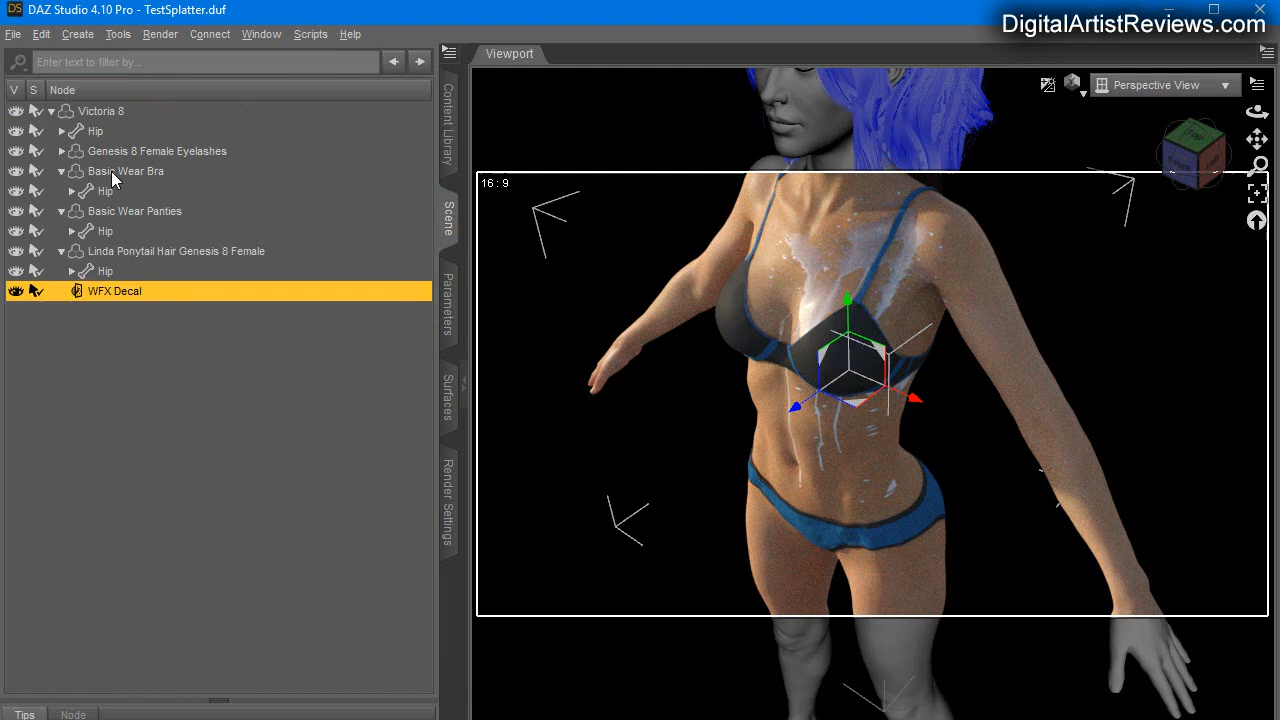 DAZ Studio 4.10 Pro - TestSplatter.duf
DigitalArtistReviews.com
File Edit Create Tools Render Connect Window Scripts Help
Enter text to filter by...
Viewport
V S Node
Perspective View
Victoria 8
Hip
Genesis 8 Female Eyelashes
Basic Wear Bra
Hip
Basic Wear Panties
Hip
Linda Ponytail Hair Genesis 8 Female
Hip
WFX Decal
Content Library
Scene
Parameters
Surfaces
Render Settings
16 : 9
Top
Left
Tips Node